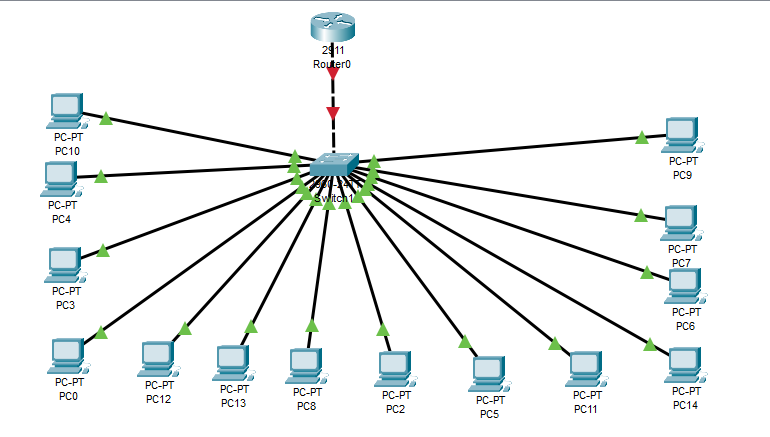 2911
Router0
PC-PT
PC10
PC-PT
PC9
PC-PT
PC4
Switch1
PC-PT
PC7
PC-PT
PC3
PC-PT
PC6
PC-PT
PC0
PC-PT
PC12
PC-PT
PC13
PC-PT
PC8
PC-PT
PC2
PC-PT
PC5
PC-PT
PC11
PC-PT
PC14